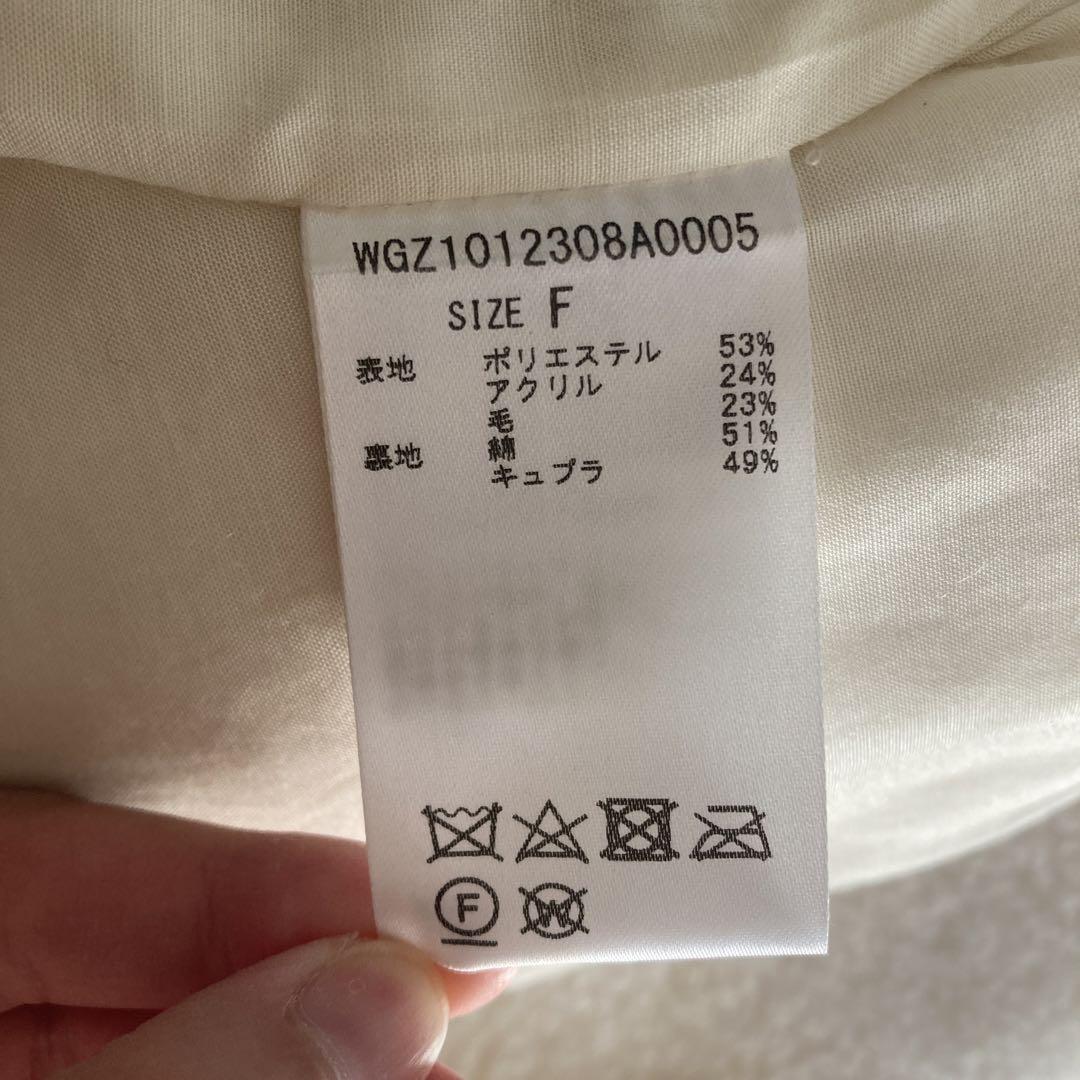 WGZ1012308A0005
SIZE F
表地 ポリエステル 53%
アクリル 24%
毛 23%
裏地 綿 51%
キュプラ 49%
F W